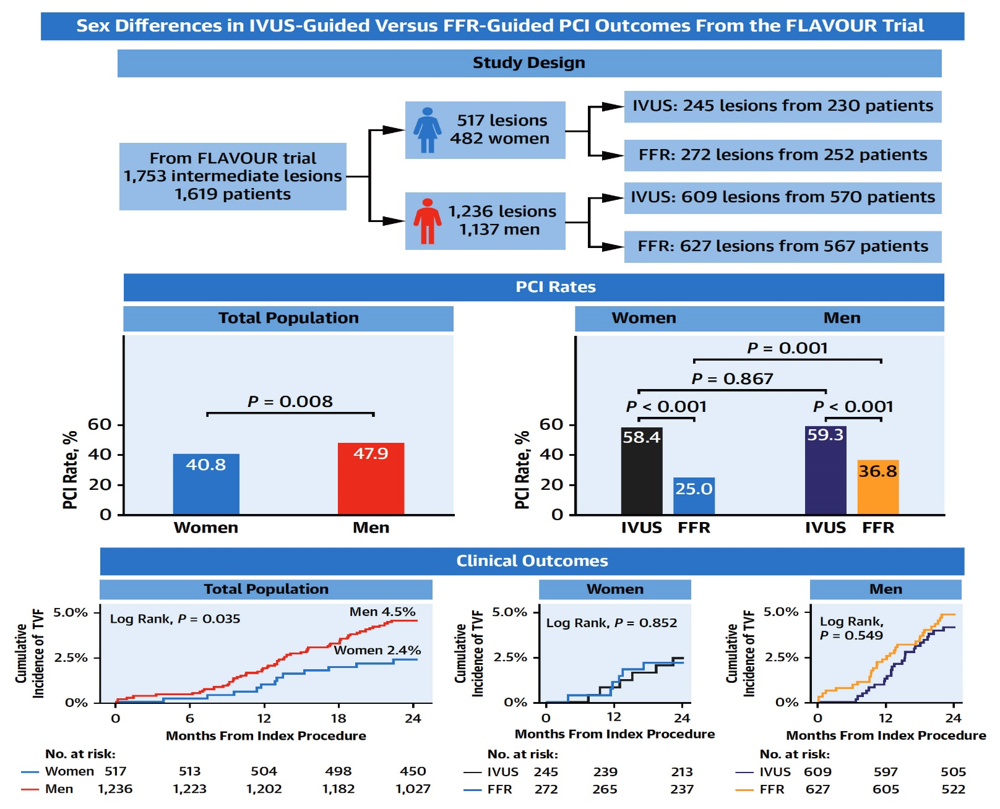 Sex Differences in IVUS-Guided Versus FFR-Guided PCI Outcomes From the FLAVOUR Trial
Study Design
From FLAVOUR trial
1,753 intermediate lesions
1,619 patients
517 lesions
482 women
1,236 lesions
1,137 men
IVUS: 245 lesions from 230 patients
FFR: 272 lesions from 252 patients
IVUS: 609 lesions from 570 patients
FFR: 627 lesions from 567 patients
PCI Rates
Total Population
PCI Rate, %
60
40
20
0
P = 0.008
40.8
47.9
Women
Men
Women
Men
PCI Rate, %
60
40
20
0
P = 0.001
P = 0.867
P < 0.001
P < 0.001
58.4
25.0
59.3
36.8
IVUS
FFR
IVUS
FFR
Clinical Outcomes
Total Population
Cumulative
Incidence of TVF
5.0%
2.5%
0%
Log Rank, P = 0.035
Men 4.5%
Women 2.4%
0
6
12
18
24
Months From Index Procedure
No. at risk:
Women 517 513 504 498 450
Men 1,236 1,223 1,202 1,182 1,027
Women
Cumulative
Incidence of TVF
5.0%
2.5%
0%
Log Rank, P = 0.852
0
12
24
Months From Index Procedure
No. at risk:
IVUS 245 239 213
FFR 272 265 237
Men
Cumulative
Incidence of TVF
5.0%
2.5%
0%
Log Rank,
P = 0.549
0
12
24
Months From Index Procedure
No. at risk:
IVUS 609 597 505
FFR 627 605 522